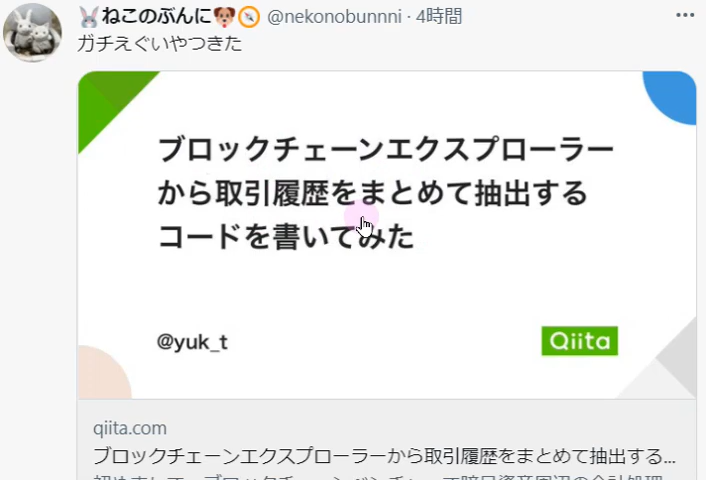 ねこのぶんに @nekonobunnni · 4時間
ガチえぐいやつきた
ブロックチェーンエクスプローラー
から取引履歴をまとめて抽出する
コードを書いてみた
@yuk_t
Qiita
qiita.com
ブロックチェーンエクスプローラーから取引履歴をまとめて抽出する...